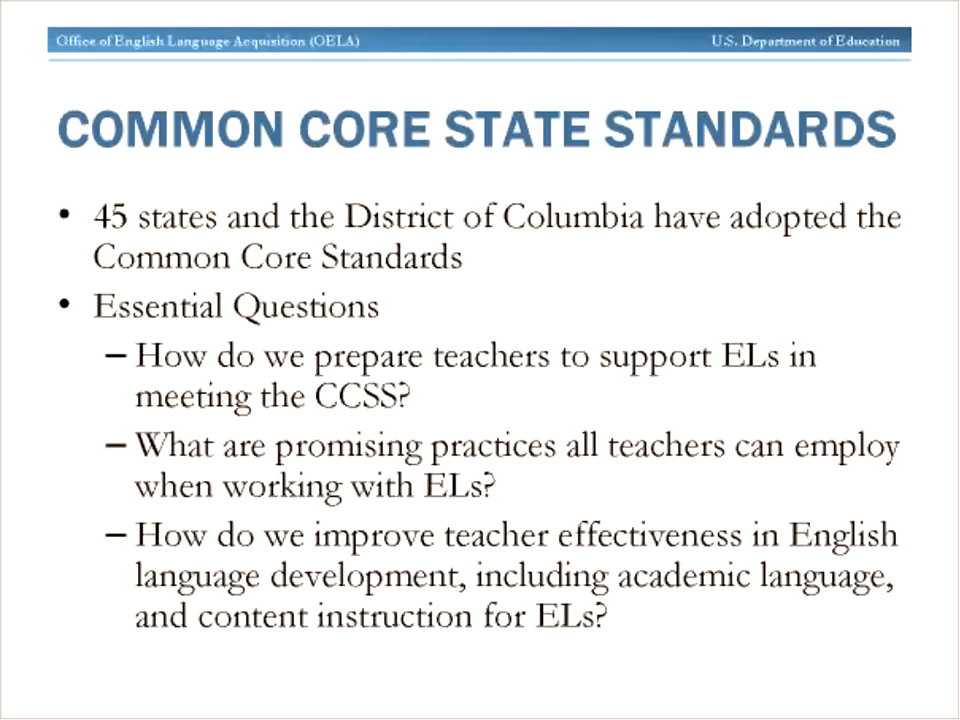 Office of English Language Acquisition (OELA) U.S. Department of Education
COMMON CORE STATE STANDARDS
• 45 states and the District of Columbia have adopted the
Common Core Standards
• Essential Questions
– How do we prepare teachers to support ELs in
meeting the CCSS?
– What are promising practices all teachers can employ
when working with ELs?
– How do we improve teacher effectiveness in English
language development, including academic language,
and content instruction for ELs?